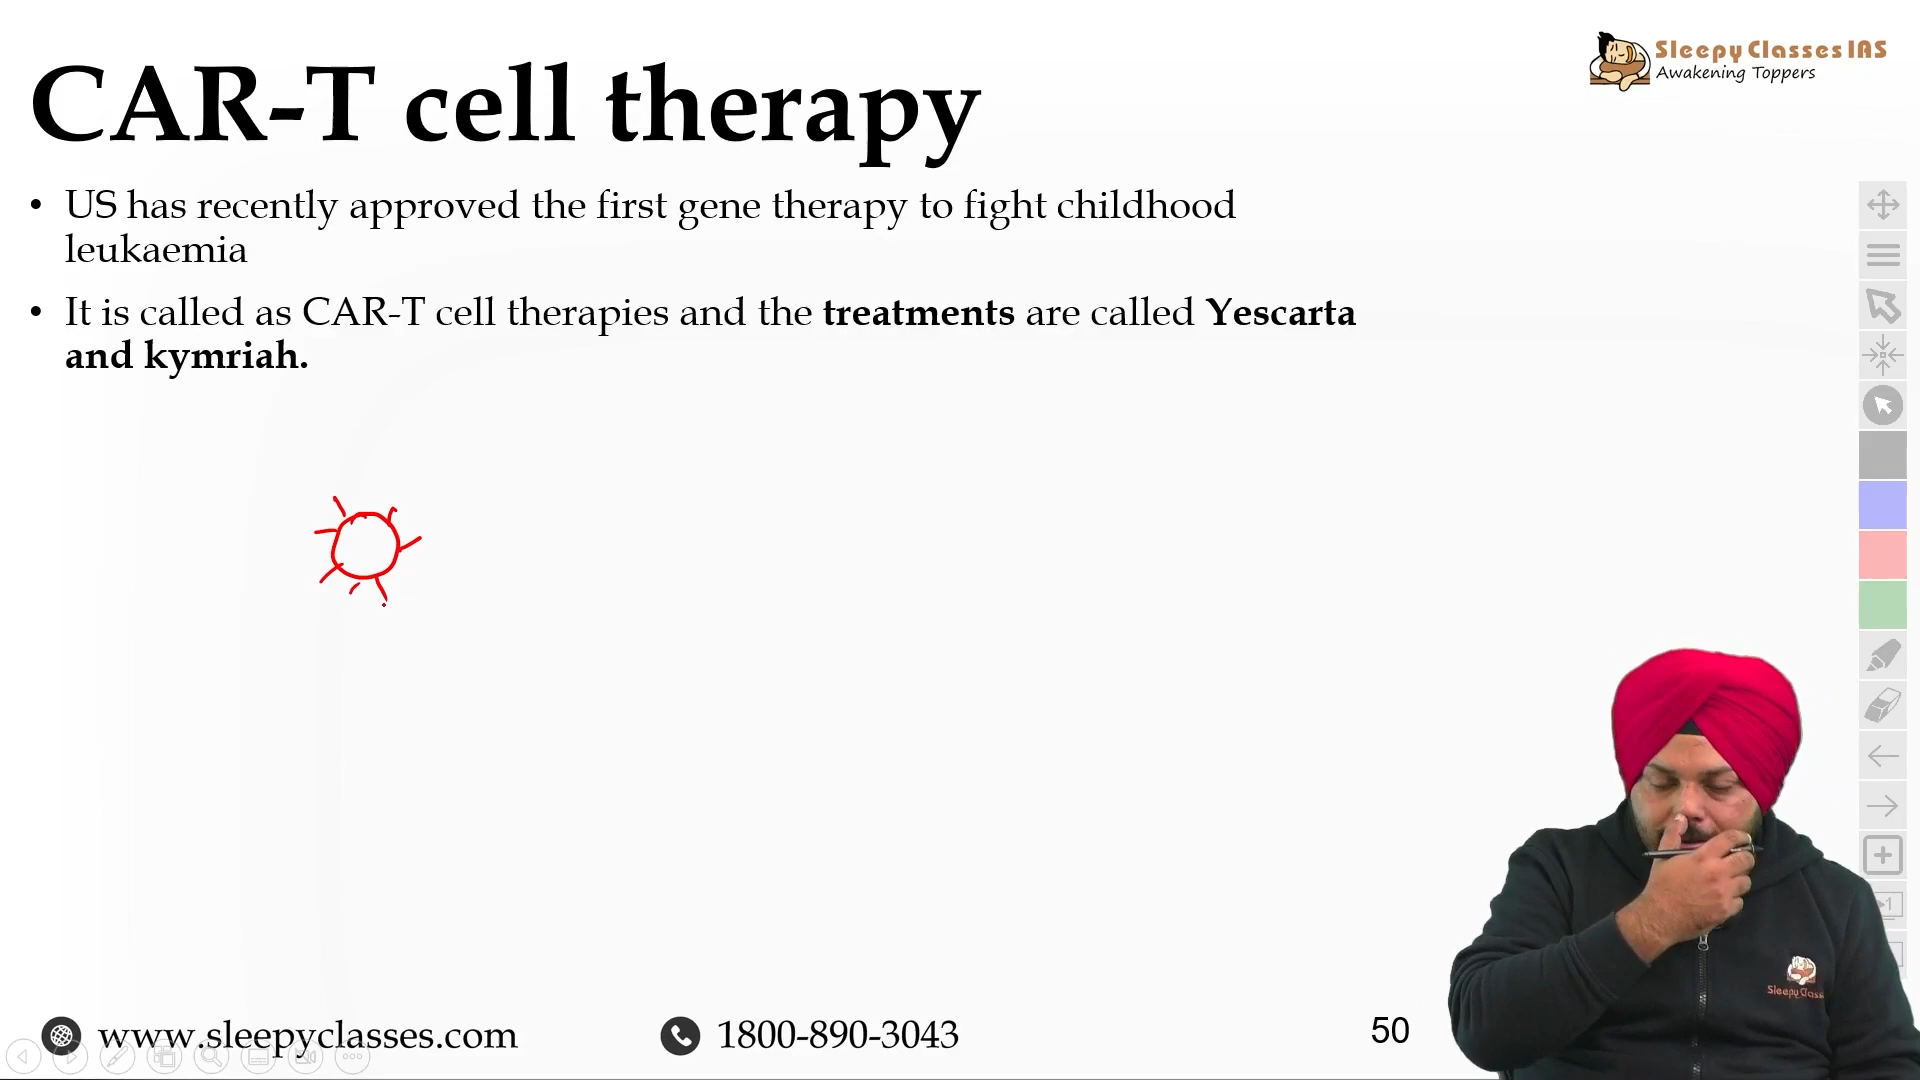 CAR-T cell therapy
Sleepy Classes IAS
Awakening Toppers
• US has recently approved the first gene therapy to fight childhood
leukaemia
• It is called as CAR-T cell therapies and the treatments are called Yescarta
and kymriah.
www.sleepyclasses.com
1800-890-3043
50